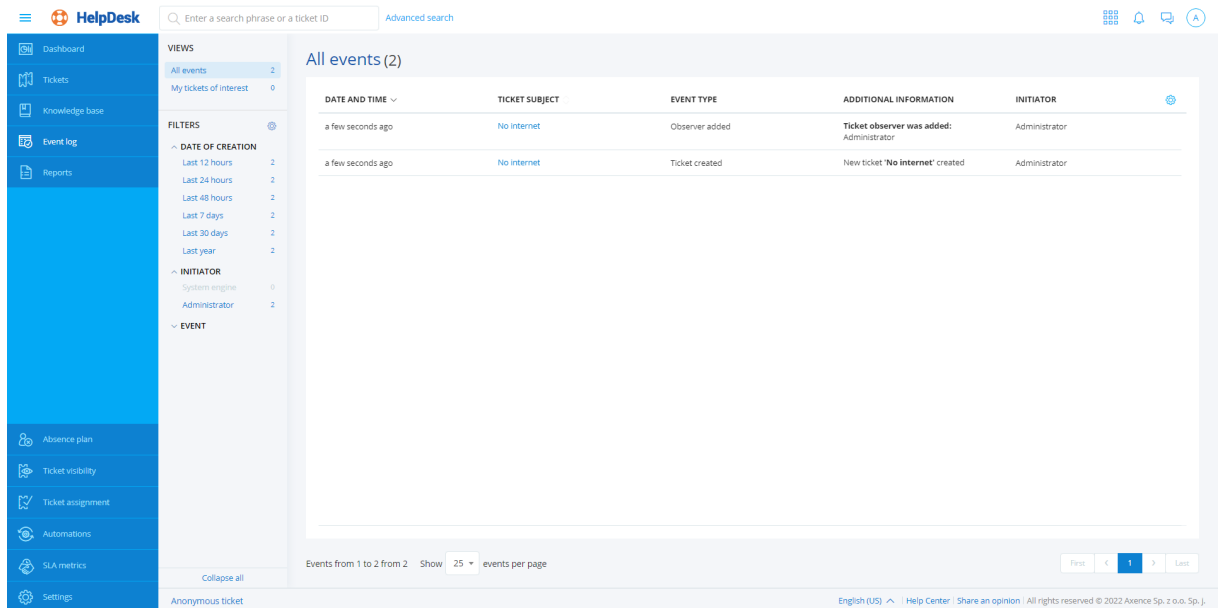 HelpDesk
Enter a search phrase or a ticket ID
Advanced search
A
Dashboard
Tickets
Knowledge base
Event log
Reports
Absence plan
Ticket visibility
Ticket assignment
Automations
SLA metrics
Settings
VIEWS
All events 2
My tickets of interest 0
FILTERS
DATE OF CREATION
Last 12 hours 2
Last 24 hours 2
Last 48 hours 2
Last 7 days 2
Last 30 days 2
Last year 2
INITIATOR
System engine 0
Administrator 2
EVENT
Collapse all
All events (2)
DATE AND TIME TICKET SUBJECT EVENT TYPE ADDITIONAL INFORMATION INITIATOR
a few seconds ago No internet Observer added Ticket observer was added: Administrator
Administrator
a few seconds ago No internet Ticket created New ticket 'No internet' created Administrator
Events from 1 to 2 from 2 Show 25 events per page
First < 1 > Last
Anonymous ticket
English (US) Help Center Share an opinion All rights reserved © 2022 Axence Sp. z o.o. Sp. j.